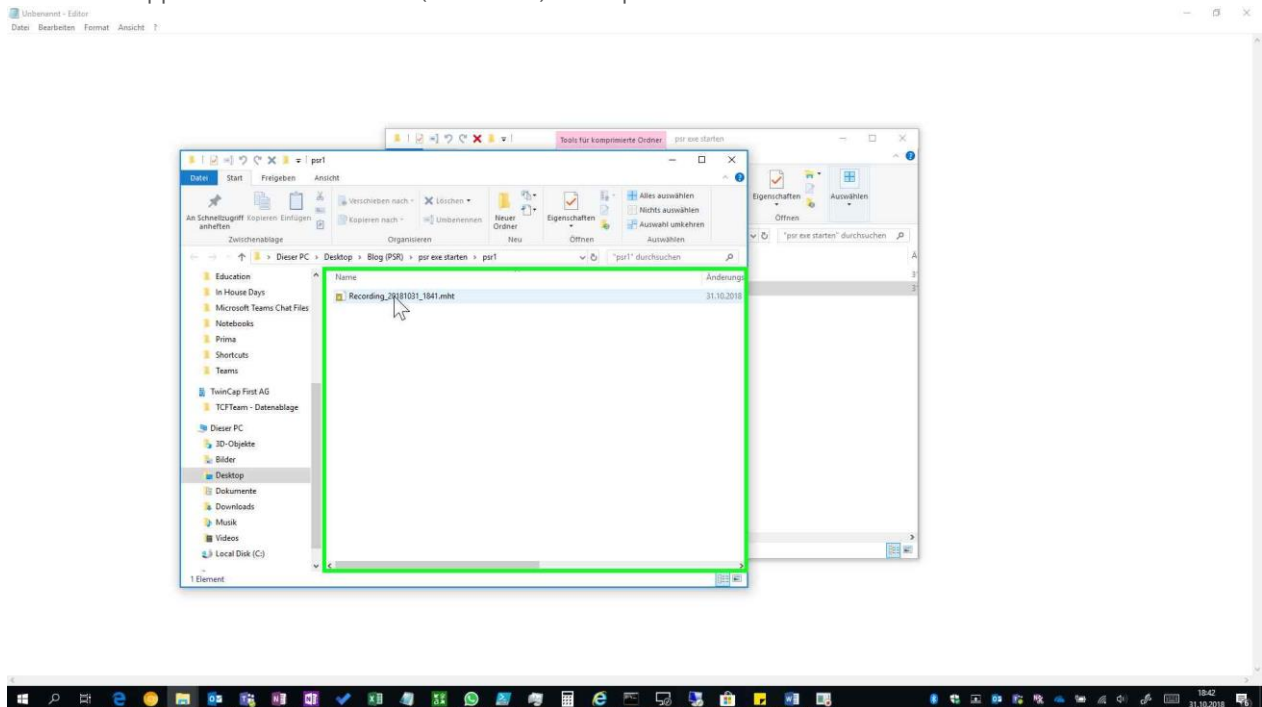 Unbenannt - Editor
Datei Bearbeiten Format Ansicht ?
Tools für komprimierte Ordner psr exe starten
psr1
Datei Start Freigeben Ansicht
An Schnellzugriff anheften
Kopieren Einfügen
Verschieben nach
Kopieren nach
Löschen
Umbenennen
Neuer Ordner
Eigenschaften
Alles auswählen
Nichts auswählen
Auswahl umkehren
Zwischenablage Organisieren Neu Öffnen Auswählen
Eigenschaften
Auswählen
Öffnen
"psr exe starten" durchsuchen
Dieser PC > Desktop > Blog (PSR) > psr exe starten > psr1
"psr1" durchsuchen
Education
In House Days
Microsoft Teams Chat Files
Notebooks
Prima
Shortcuts
Teams
TwinCap First AG
TCFTeam - Datenablage
Dieser PC
3D-Objekte
Bilder
Desktop
Dokumente
Downloads
Musik
Videos
Local Disk (C:)
Name Änderungs
Recording_20181031_1841.mht 31.10.2018
1 Element
18:42
31.10.2018